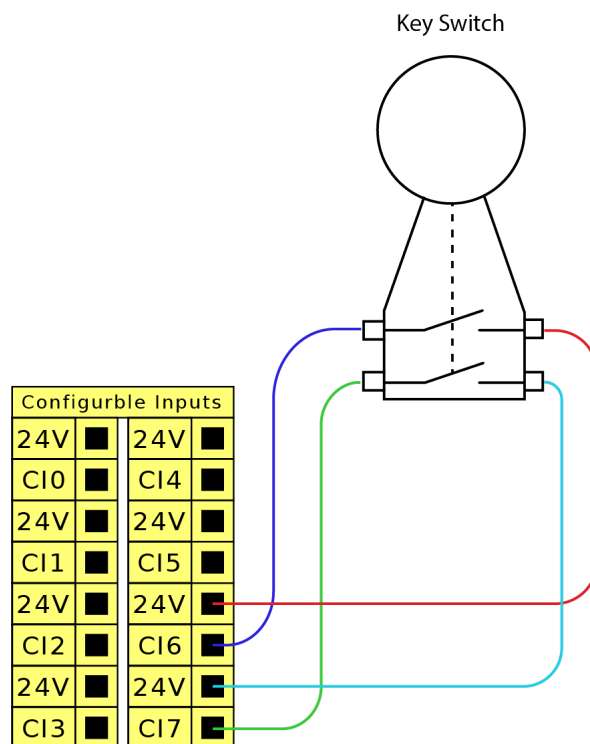 Key Switch
Configurble Inputs
24V 24V
CI0 CI4
24V 24V
CI1 CI5
24V 24V
CI2 CI6
24V 24V
CI3 CI7